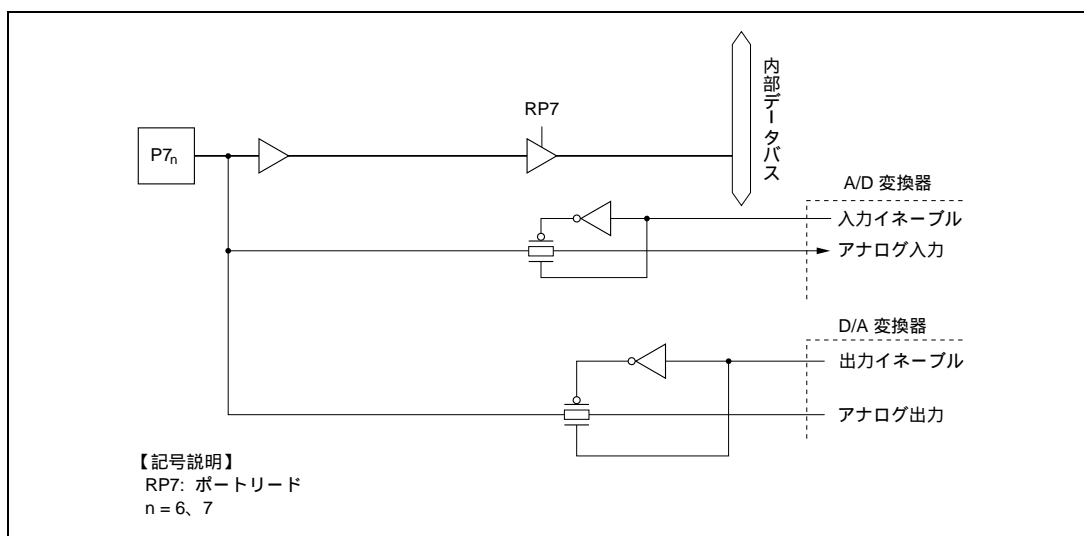 RP7
P7n
内部データバス
A/D 変換器
入力イネーブル
アナログ入力
D/A 変換器
出力イネーブル
アナログ出力
【記号説明】
RP7: ポートリード
n = 6、7